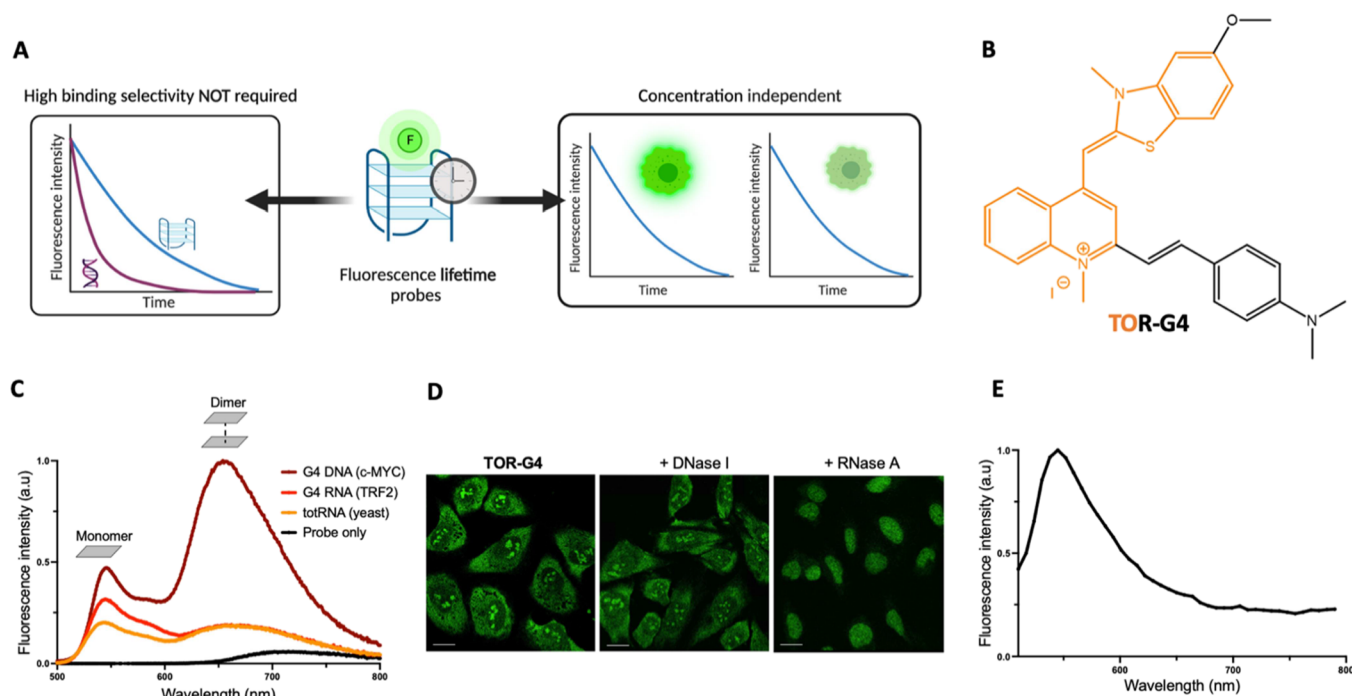 A
High binding selectivity NOT required
Fluorescence intensity
Time
F
Fluorescence lifetime
probes
Concentration independent
Fluorescence intensity
Time
Fluorescence intensity
Time
B
O
N
S
N
⊕
I
⊖
N
TOR-G4
C
Dimer
Monomer
G4 DNA (c-MYC)
G4 RNA (TRF2)
totRNA (yeast)
Probe only
Fluorescence intensity (a.u)
1.0
0.5
0.0
500
600
700
800
Wavelength (nm)
D
TOR-G4
+ DNase I
+ RNase A
E
Fluorescence intensity (a.u)
1.0
0.5
0
600
700
800
Wavelength (nm)